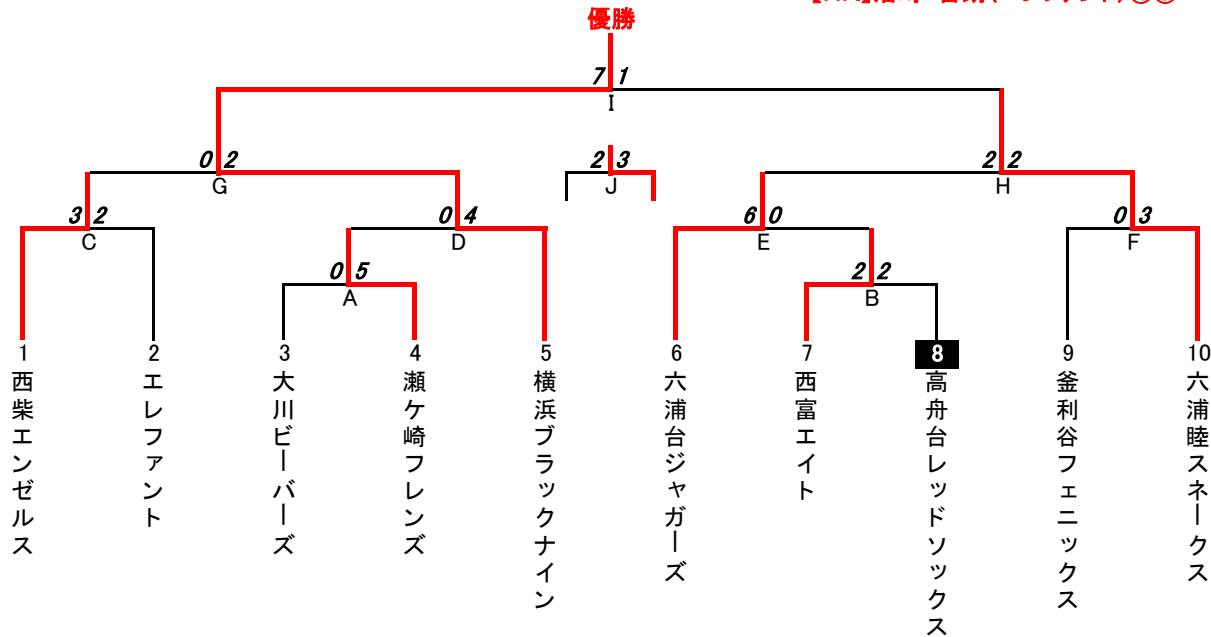 優勝
7 1
I
0 2
G
2 3
J
2 2
H
3 2
C
0 4
D
6 0
E
0 3
F
0 5
A
2 2
B
1 2 3 4 5 6 7 8 9 10
西柴エンゼルス
エレファント
大川ビーバーズ
瀬ケ崎フレンズ
横浜ブラックナイン
六浦台ジャガーズ
西富エイト
高舟台レッドソックス
釜利谷フェニックス
六浦睦スネークス